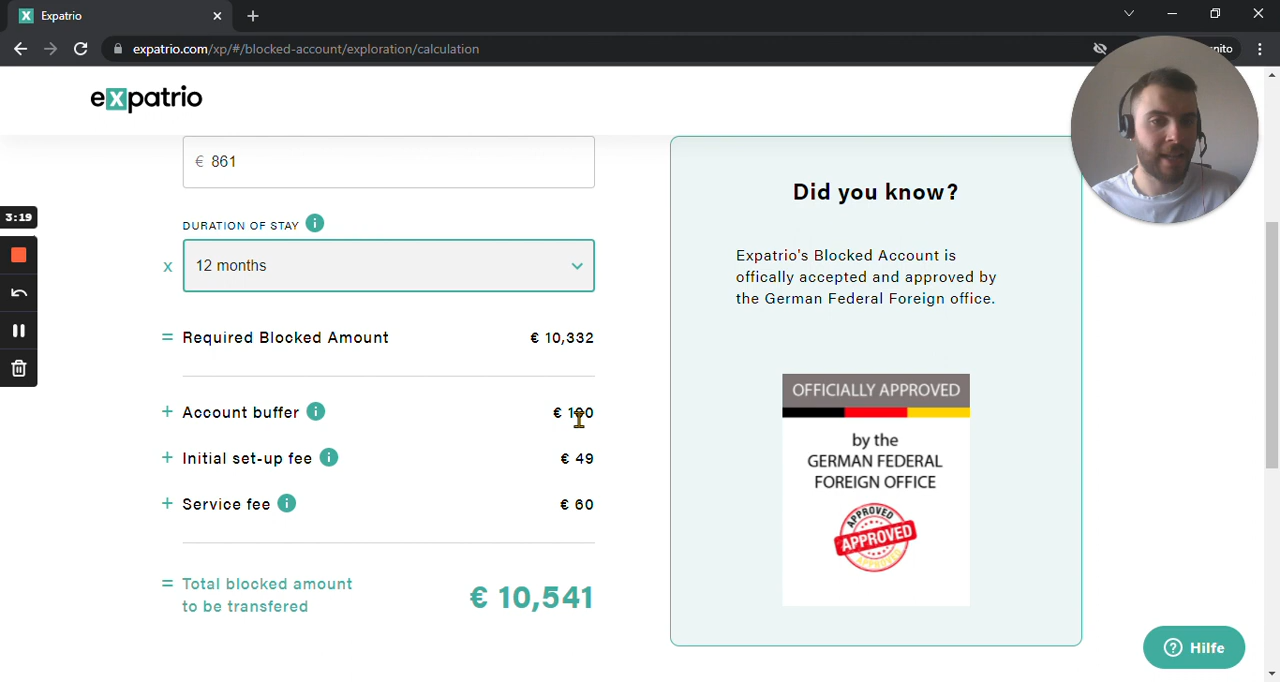 Expatrio
expatrio.com/xp/#/blocked-account/exploration/calculation
expatrio
€ 861
3:19
DURATION OF STAY i
x 12 months
= Required Blocked Amount € 10,332
+ Account buffer i € 100
+ Initial set-up fee i € 49
+ Service fee i € 60
= Total blocked amount
to be transfered
€ 10,541
Did you know?
Expatrio's Blocked Account is
offically accepted and approved by
the German Federal Foreign office.
OFFICIALLY APPROVED
by the
GERMAN FEDERAL
FOREIGN OFFICE
APPROVED
APPROVED
APPROVED
? Hilfe